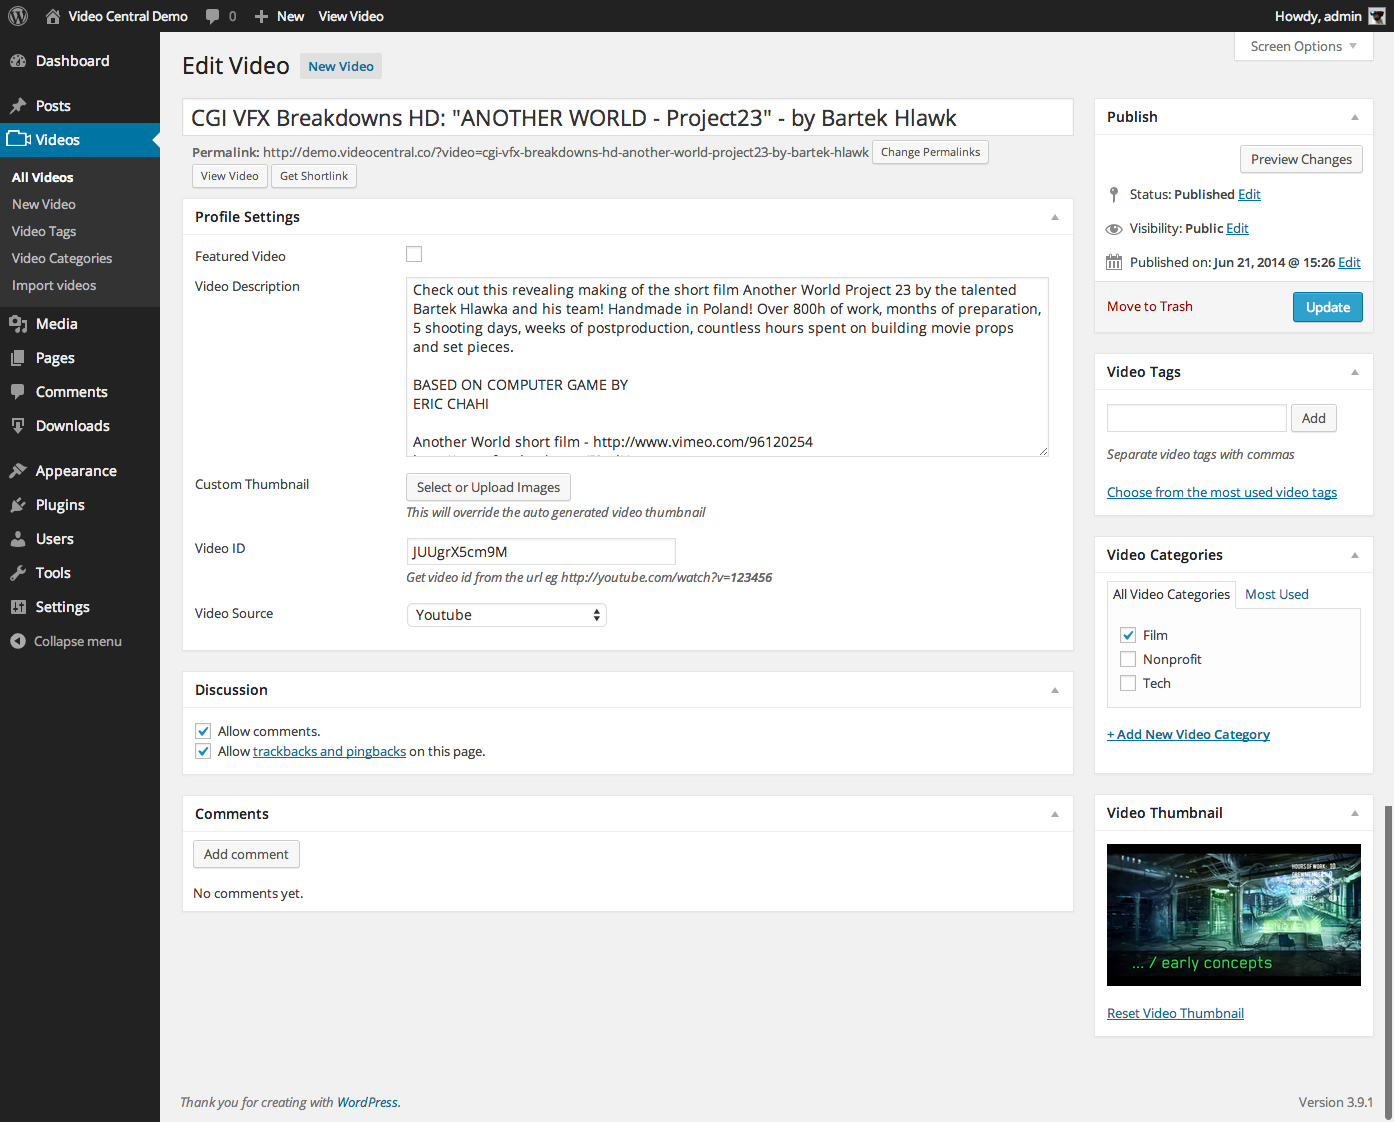 Video Central Demo 0 New View Video Howdy, admin
Screen Options
Dashboard
Posts
Videos
All Videos
New Video
Video Tags
Video Categories
Import videos
Media
Pages
Comments
Downloads
Appearance
Plugins
Users
Tools
Settings
Collapse menu
Edit Video New Video
CGI VFX Breakdowns HD: "ANOTHER WORLD - Project23" - by Bartek Hlawk
Permalink: http://demo.videocentral.co/?video=cgi-vfx-breakdowns-hd-another-world-project23-by-bartek-hlawk Change Permalinks
View Video Get Shortlink
Profile Settings
Featured Video
Video Description
Check out this revealing making of the short film Another World Project 23 by the talented
Bartek Hlawka and his team! Handmade in Poland! Over 800h of work, months of preparation,
5 shooting days, weeks of postproduction, countless hours spent on building movie props
and set pieces.
BASED ON COMPUTER GAME BY
ERIC CHAHI
Another World short film - http://www.vimeo.com/96120254
Custom Thumbnail Select or Upload Images
This will override the auto generated video thumbnail
Video ID JUUgrX5cm9M
Get video id from the url eg http://youtube.com/watch?v=123456
Video Source Youtube
Discussion
Allow comments.
Allow trackbacks and pingbacks on this page.
Comments
Add comment
No comments yet.
Publish
Preview Changes
Status: Published Edit
Visibility: Public Edit
Published on: Jun 21, 2014 @ 15:26 Edit
Move to Trash Update
Video Tags
Add
Separate video tags with commas
Choose from the most used video tags
Video Categories
All Video Categories Most Used
Film
Nonprofit
Tech
+ Add New Video Category
Video Thumbnail
HOURS OF WORK: 10
... / early concepts
Reset Video Thumbnail
Thank you for creating with WordPress.
Version 3.9.1